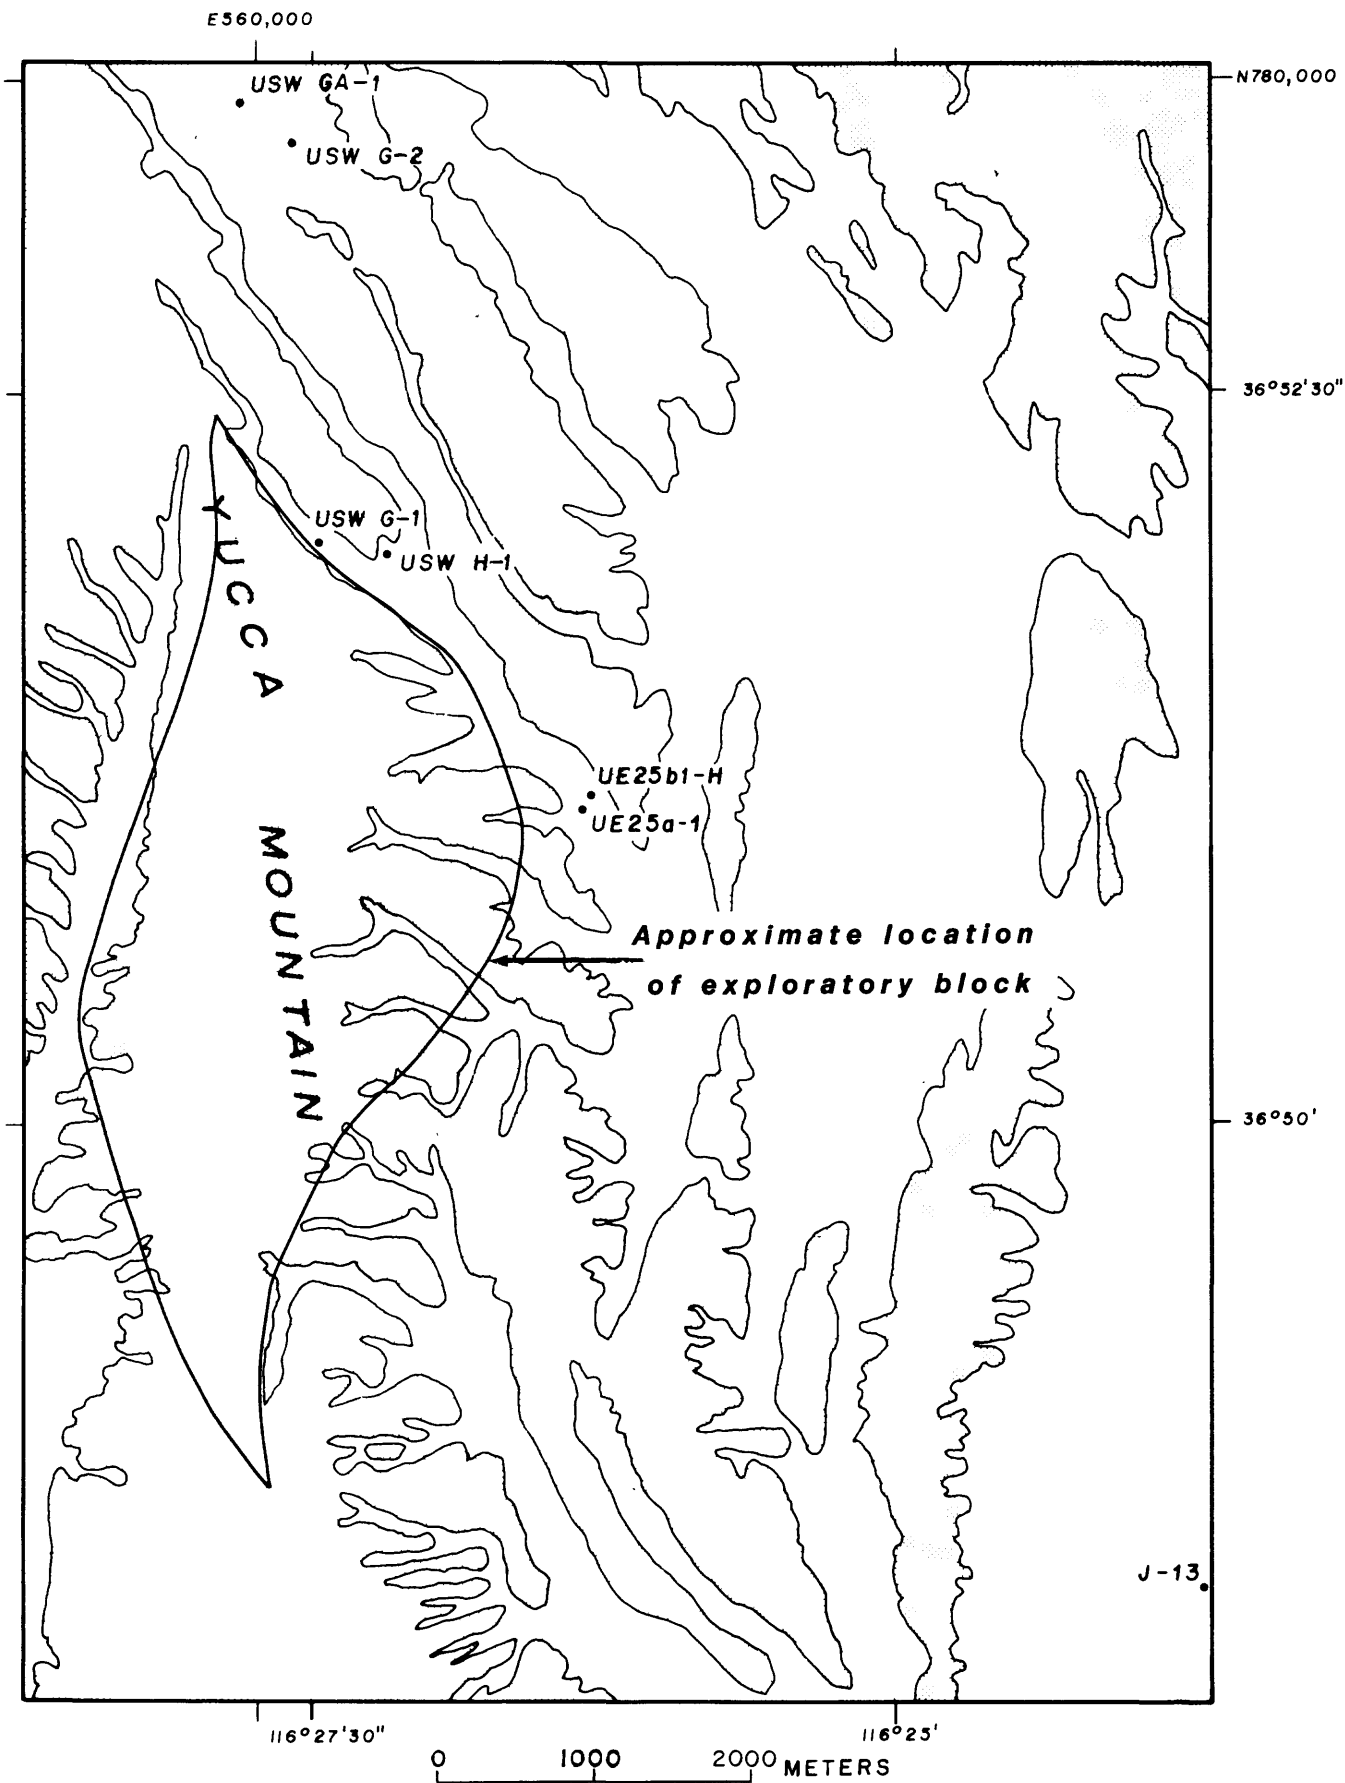 E560,000
USW GA-1
N780,000
USW G-2
36°52'30"
USW G-1
USW H-1
YUCCA
MOUNTAIN
UE25b1-H
UE25a-1
Approximate location
of exploratory block
36°50'
J-13
116°27'30"
116°25'
0 1000 2000 METERS